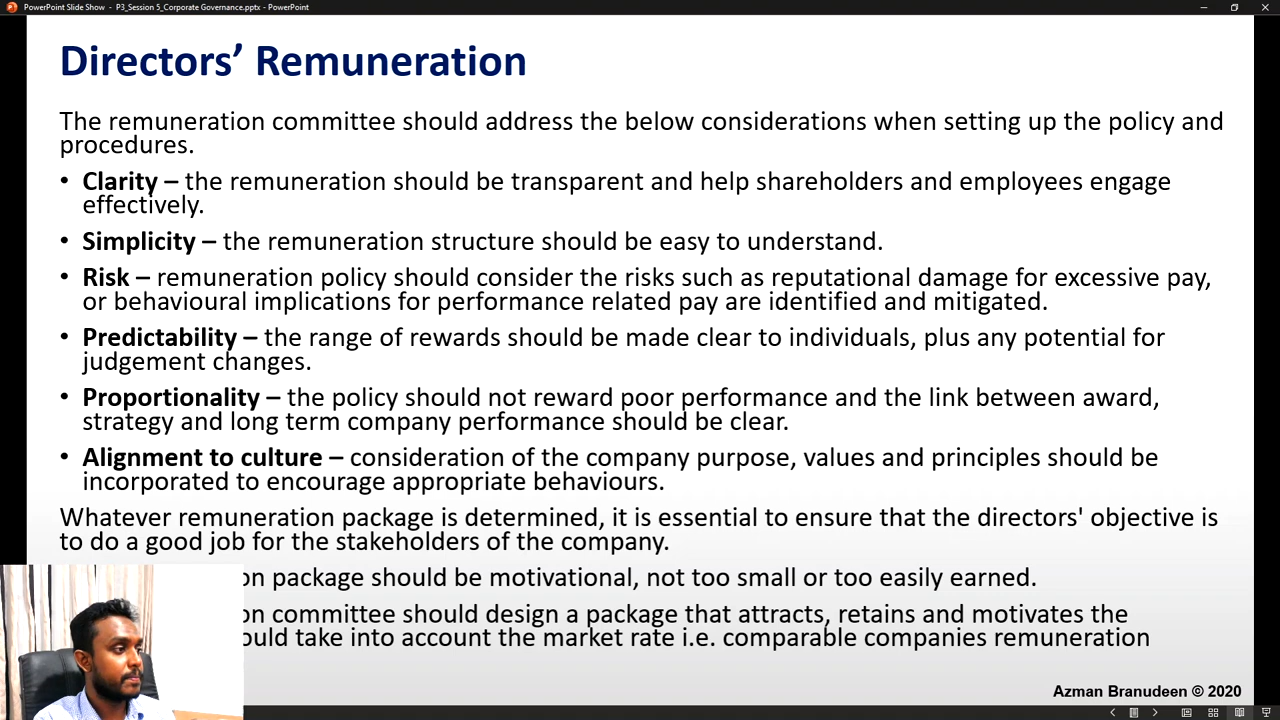 PowerPoint Slide Show - P3_Session 5_Corporate Governance.pptx - PowerPoint
Directors’ Remuneration
The remuneration committee should address the below considerations when setting up the policy and
procedures.
• Clarity – the remuneration should be transparent and help shareholders and employees engage
effectively.
• Simplicity – the remuneration structure should be easy to understand.
• Risk – remuneration policy should consider the risks such as reputational damage for excessive pay,
or behavioural implications for performance related pay are identified and mitigated.
• Predictability – the range of rewards should be made clear to individuals, plus any potential for
judgement changes.
• Proportionality – the policy should not reward poor performance and the link between award,
strategy and long term company performance should be clear.
• Alignment to culture – consideration of the company purpose, values and principles should be
incorporated to encourage appropriate behaviours.
Whatever remuneration package is determined, it is essential to ensure that the directors' objective is
to do a good job for the stakeholders of the company.
package should be motivational, not too small or too easily earned.
committee should design a package that attracts, retains and motivates the
take into account the market rate i.e. comparable companies remuneration
Azman Branudeen © 2020